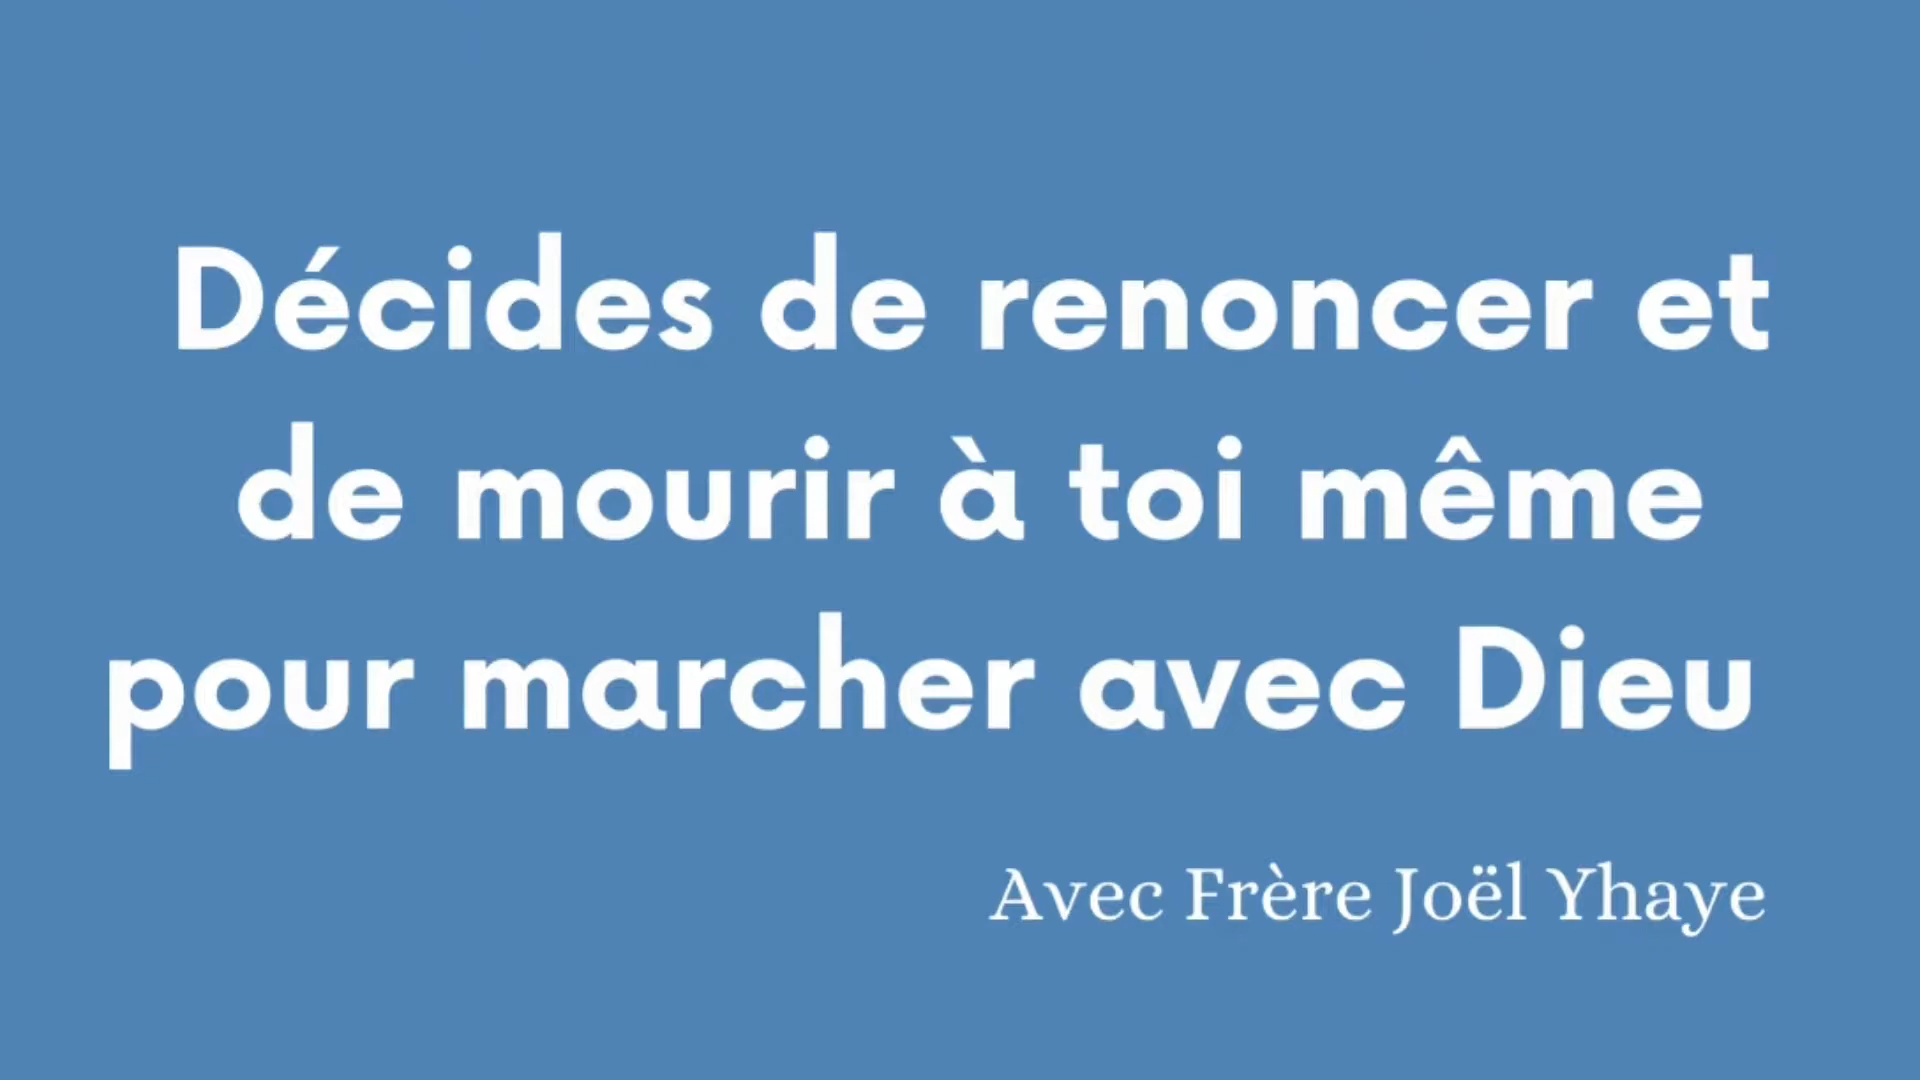 Décides de renoncer et
de mourir à toi même
pour marcher avec Dieu
Avec Frère Joël Yhaye